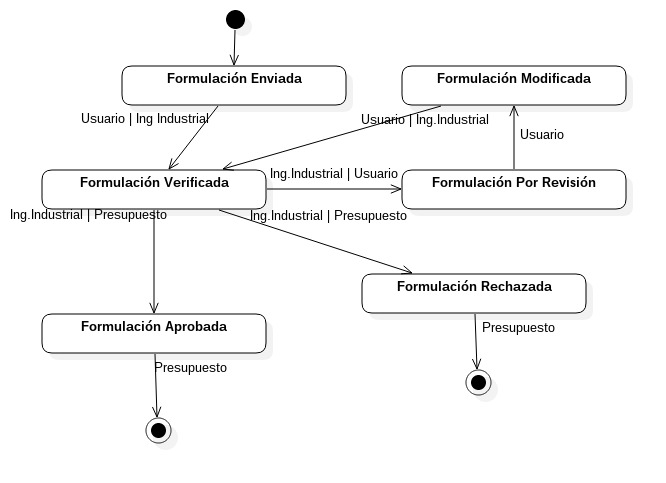 Formulación Enviada
Formulación Modificada
Usuario | Ing Industrial
Usuario | Ing.Industrial
Usuario
Formulación Verificada
Ing.Industrial | Usuario
Formulación Por Revisión
Ing.Industrial | Presupuesto
Ing.Industrial | Presupuesto
Formulación Rechazada
Formulación Aprobada
Presupuesto
Presupuesto